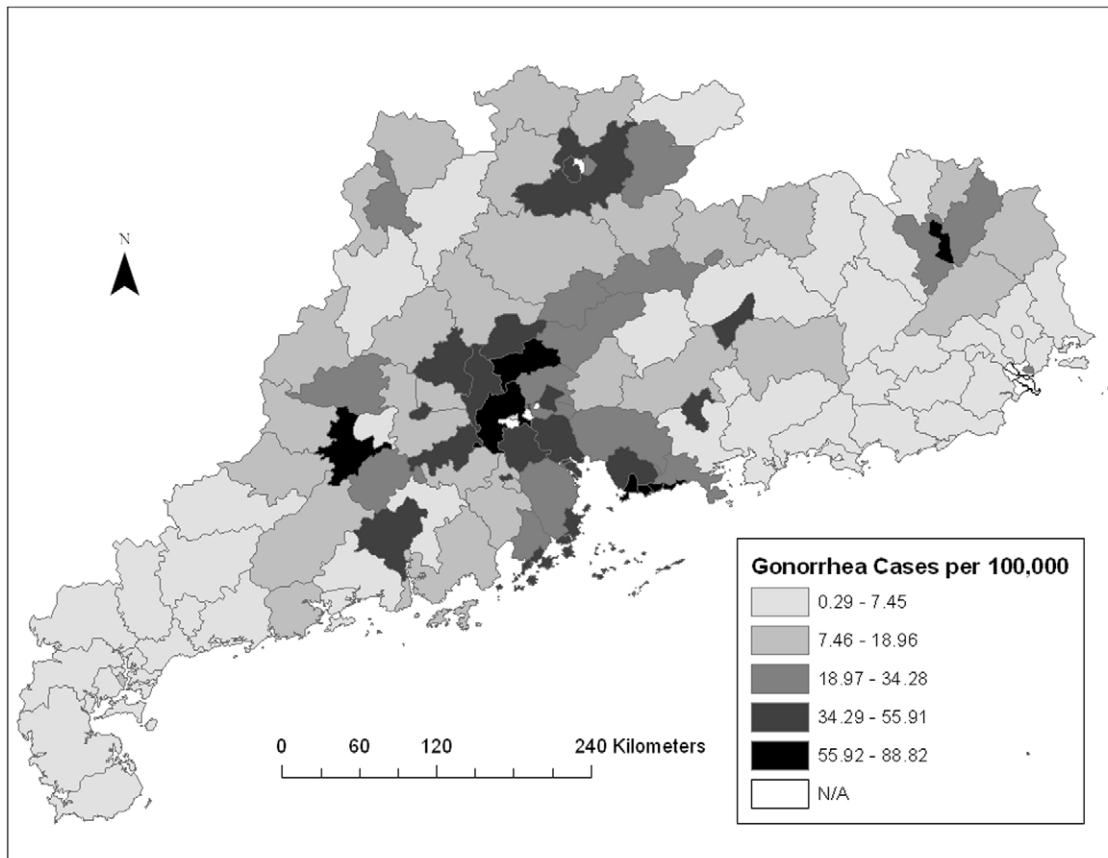 N
0 60 120 240 Kilometers
Gonorrhea Cases per 100,000
0.29 - 7.45
7.46 - 18.96
18.97 - 34.28
34.29 - 55.91
55.92 - 88.82
N/A